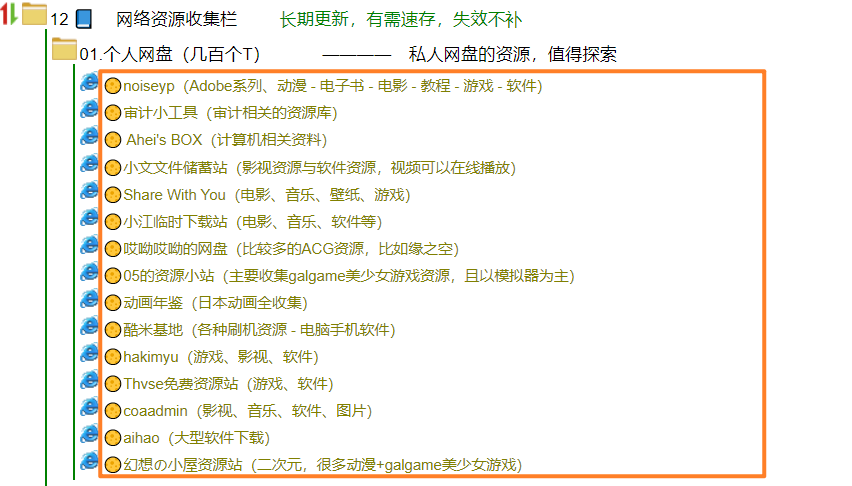 12 网络资源收集栏 长期更新，有需速存，失效不补
01.个人网盘（几百个T） ———— 私人网盘的资源，值得探索
noiseyp（Adobe系列、动漫 - 电子书 - 电影 - 教程 - 游戏 - 软件）
审计小工具（审计相关的资源库）
Ahei's BOX（计算机相关资料）
小文文件储蓄站（影视资源与软件资源，视频可以在线播放）
Share With You（电影、音乐、壁纸、游戏）
小江临时下载站（电影、音乐、软件等）
哎呦哎呦的网盘（比较多的ACG资源，比如缘之空）
05的资源小站（主要收集galgame美少女游戏资源，且以模拟器为主）
动画年鉴（日本动画全收集）
酷米基地（各种刷机资源 - 电脑手机软件）
hakimyu（游戏、影视、软件）
Thvse免费资源站（游戏、软件）
coaadmin（影视、音乐、软件、图片）
aihao（大型软件下载）
幻想の小屋资源站（二次元，很多动漫+galgame美少女游戏）